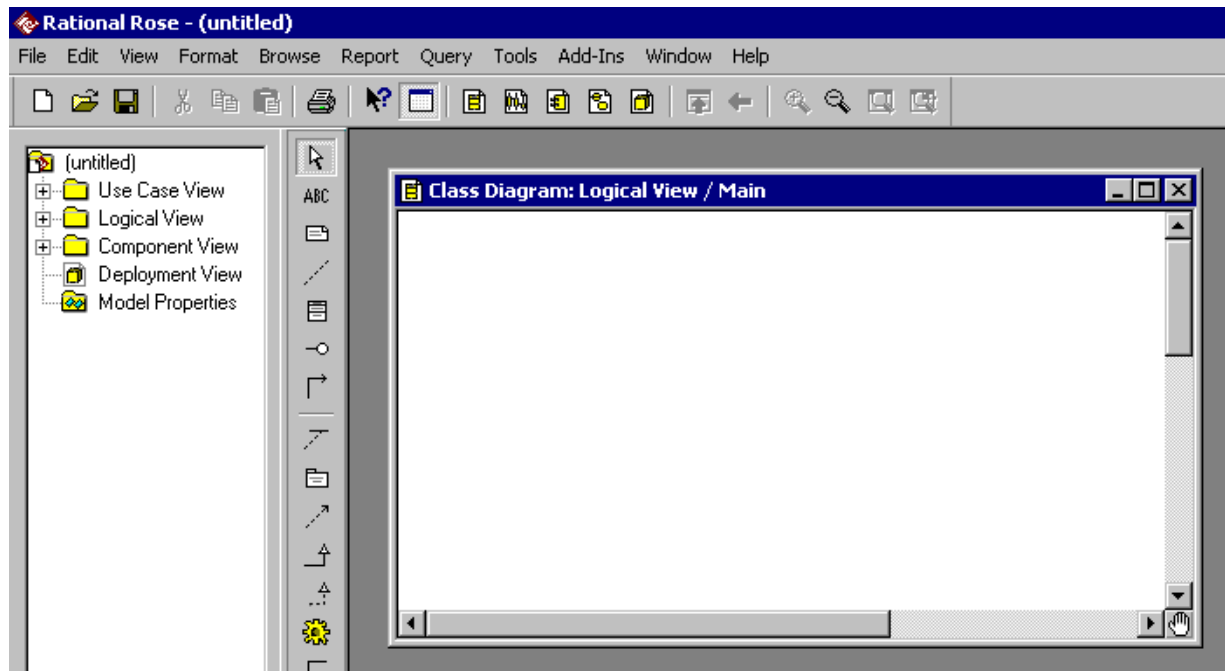 Rational Rose - (untitled)
File Edit View Format Browse Report Query Tools Add-Ins Window Help
(untitled)
Use Case View
Logical View
Component View
Deployment View
Model Properties
ABC
Class Diagram: Logical View / Main